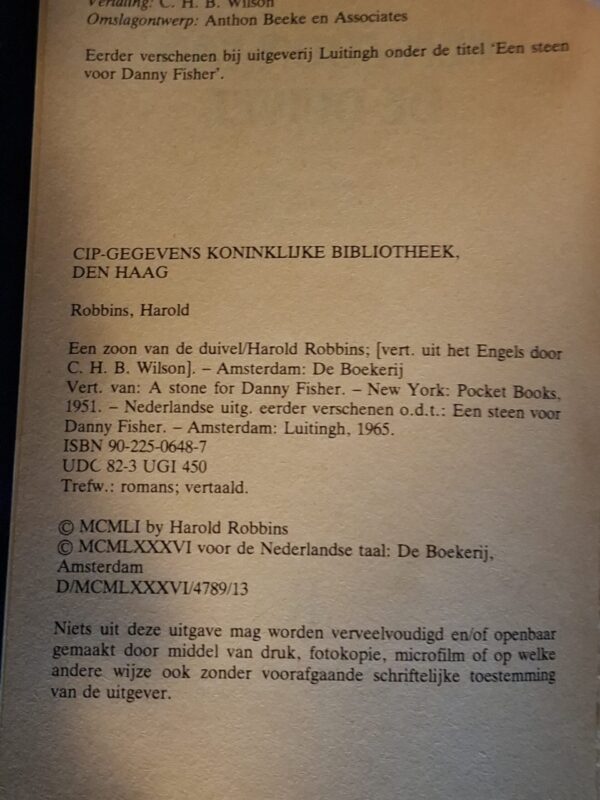 Vertaling: C. H. B. Wilson
Omslagontwerp: Anthon Beeke en Associates
Eerder verschenen bij uitgeverij Luitingh onder de titel 'Een steen
voor Danny Fisher'.
CIP-GEGEVENS KONINKLIJKE BIBLIOTHEEK,
DEN HAAG
Robbins, Harold
Een zoon van de duivel/Harold Robbins; [vert. uit het Engels door
C. H. B. Wilson]. – Amsterdam: De Boekerij
Vert. van: A stone for Danny Fisher. – New York: Pocket Books,
1951. – Nederlandse uitg. eerder verschenen o.d.t.: Een steen voor
Danny Fisher. – Amsterdam: Luitingh, 1965.
ISBN 90-225-0648-7
UDC 82-3 UGI 450
Trefw.: romans; vertaald.
© MCMLI by Harold Robbins
© MCMLXXXVI voor de Nederlandse taal: De Boekerij,
Amsterdam
D/MCMLXXXVI/4789/13
Niets uit deze uitgave mag worden verveelvoudigd en/of openbaar
gemaakt door middel van druk, fotokopie, microfilm of op welke
andere wijze ook zonder voorafgaande schriftelijke toestemming
van de uitgever.